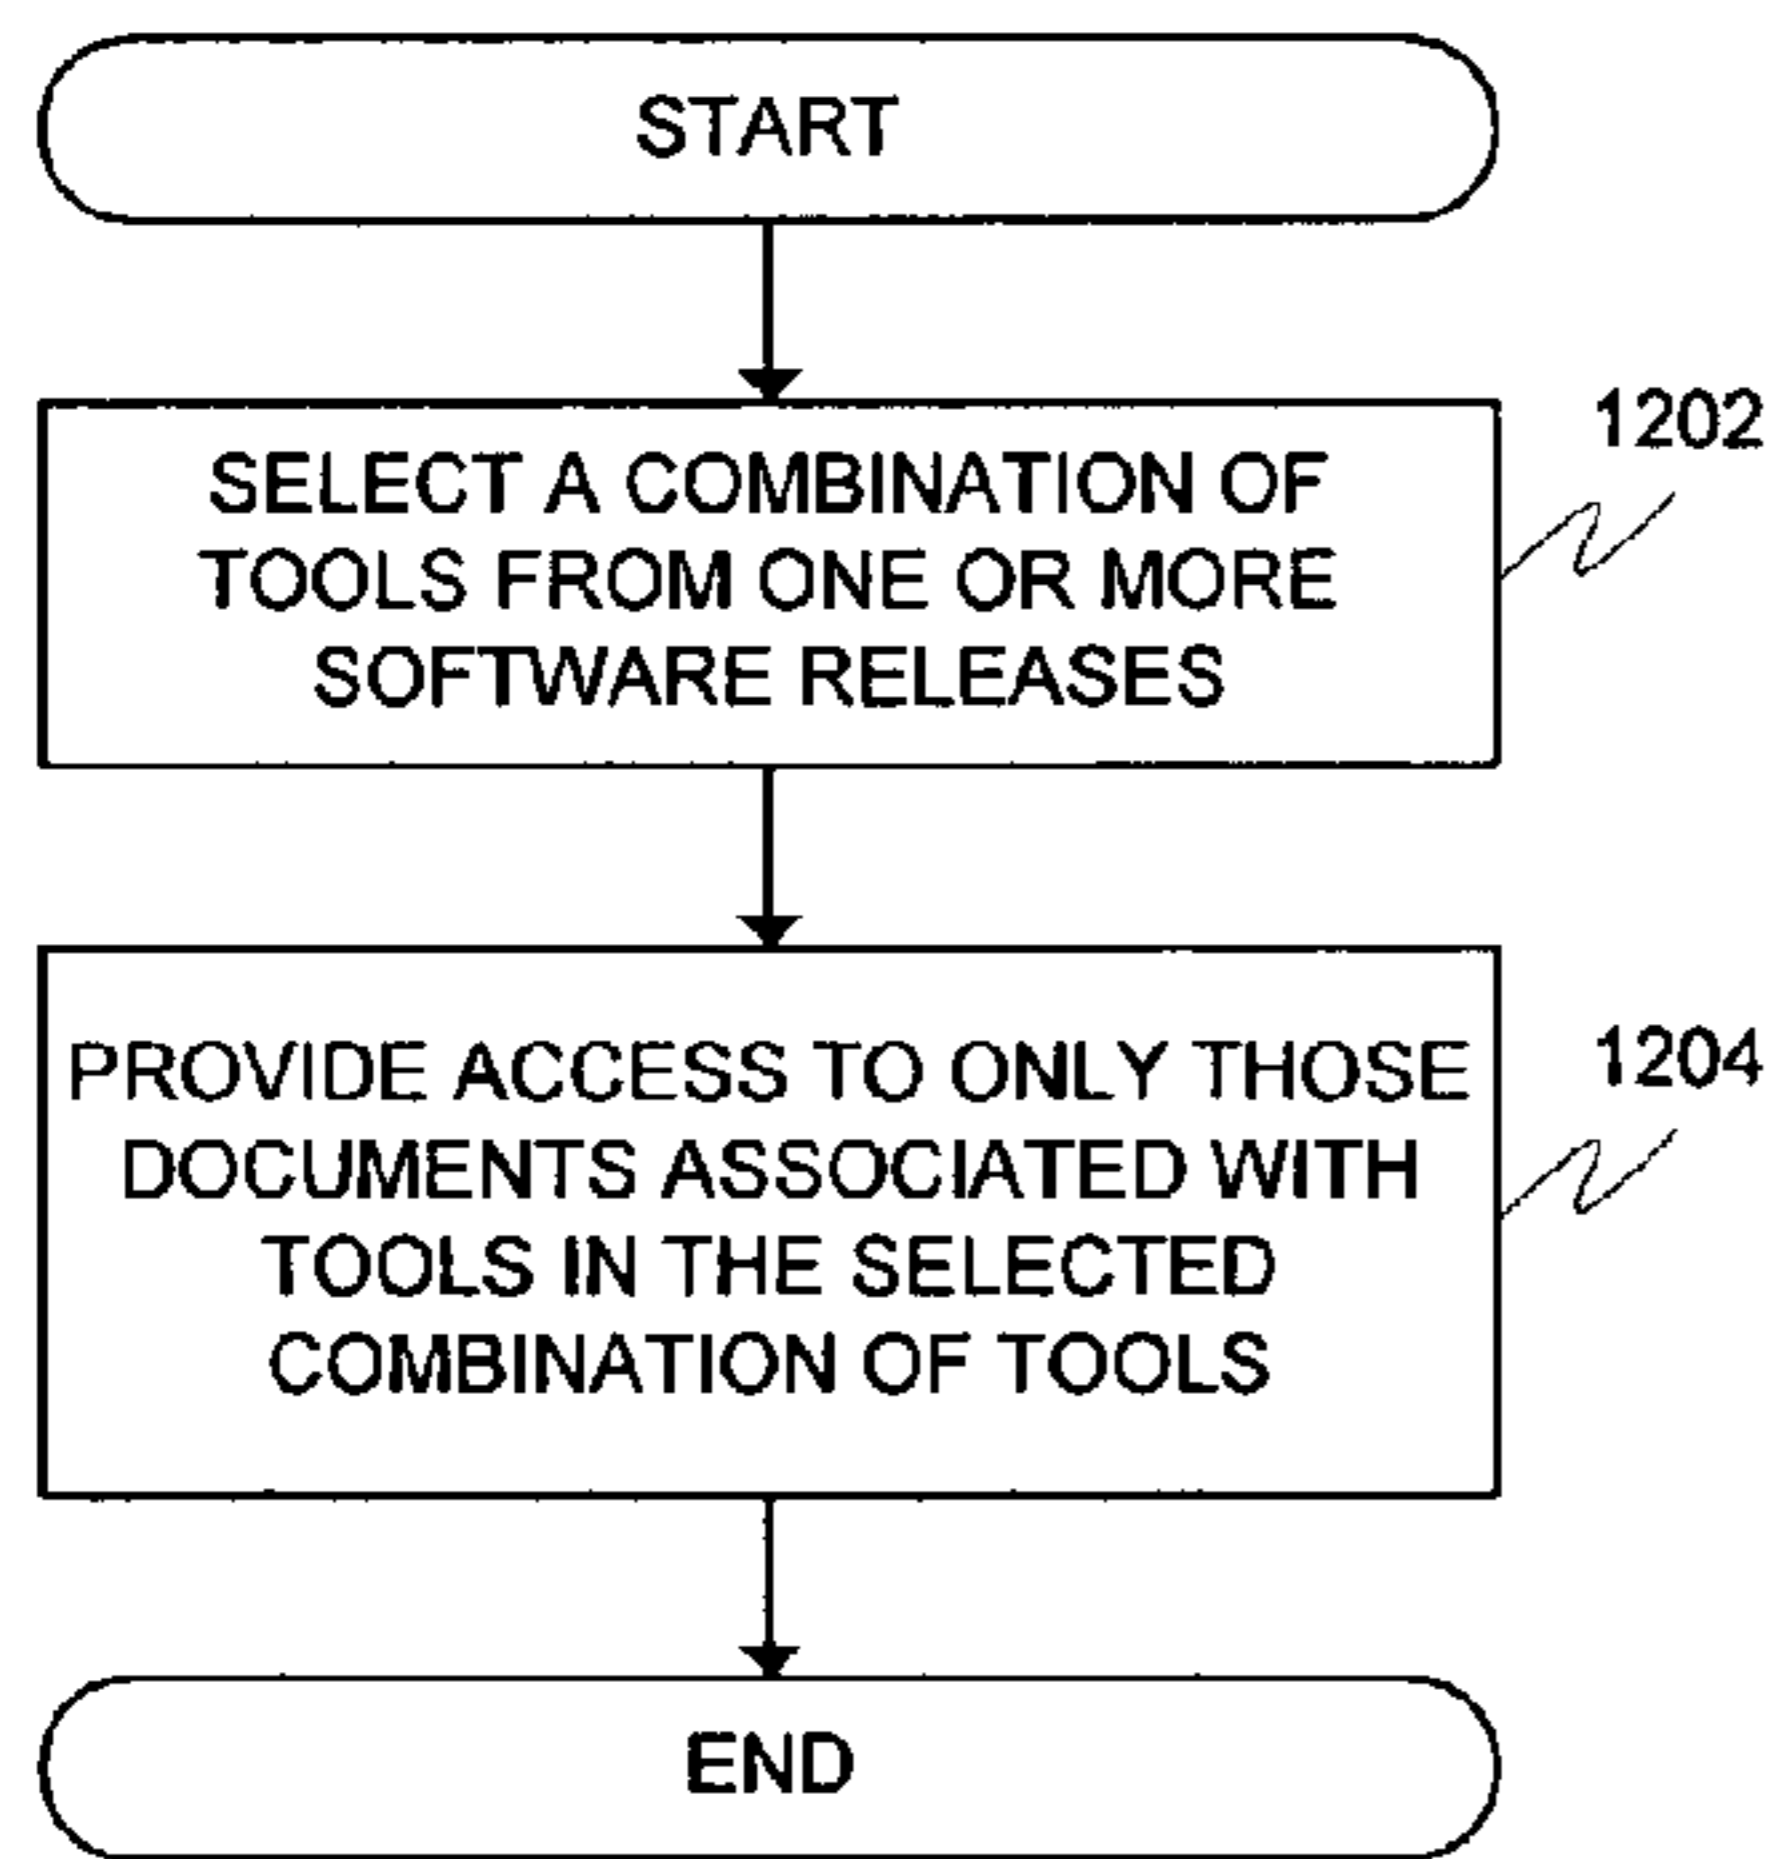 START
1202
SELECT A COMBINATION OF
TOOLS FROM ONE OR MORE
SOFTWARE RELEASES
1204
PROVIDE ACCESS TO ONLY THOSE
DOCUMENTS ASSOCIATED WITH
TOOLS IN THE SELECTED
COMBINATION OF TOOLS
END